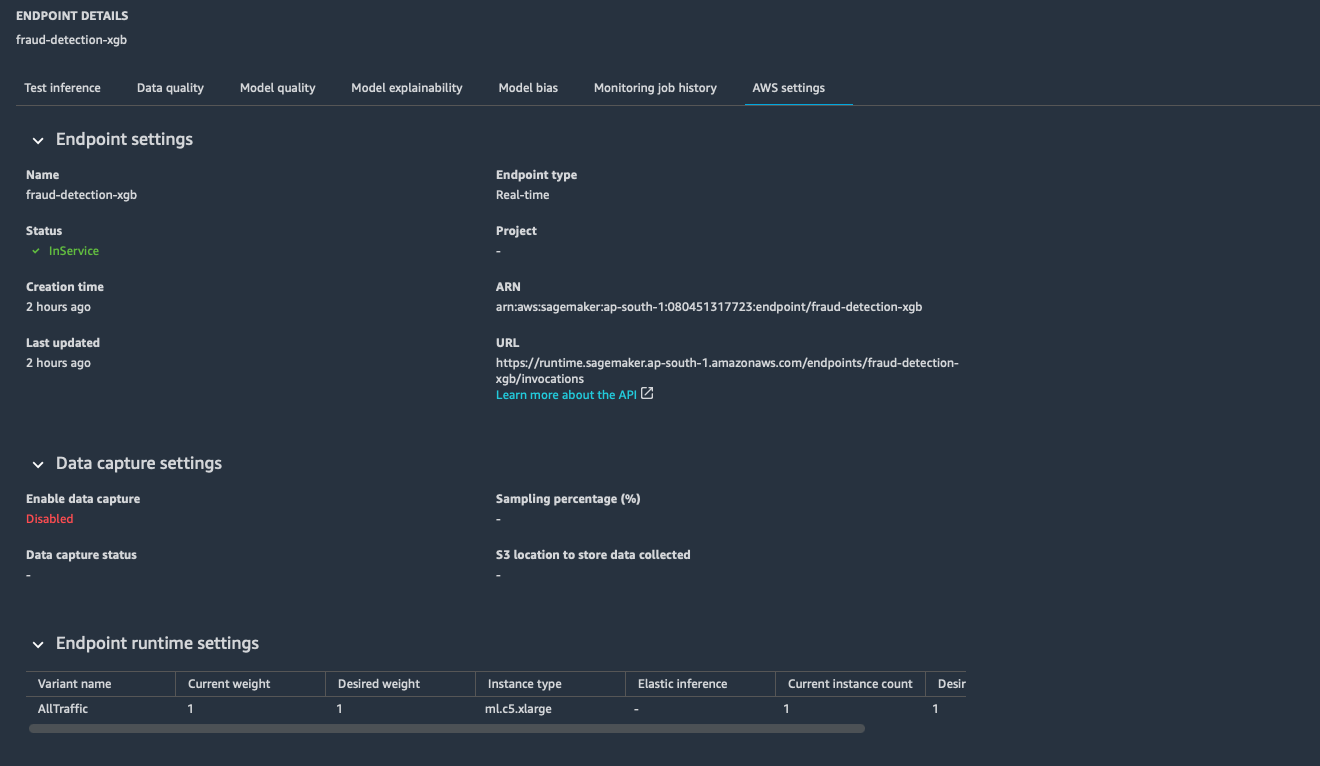 ENDPOINT DETAILS
fraud-detection-xgb
Test inference Data quality Model quality Model explainability Model bias Monitoring job history AWS settings
Endpoint settings
Name Endpoint type
fraud-detection-xgb Real-time
Status Project
InService -
Creation time ARN
2 hours ago arn:aws:sagemaker:ap-south-1:080451317723:endpoint/fraud-detection-xgb
Last updated URL
2 hours ago https://runtime.sagemaker.ap-south-1.amazonaws.com/endpoints/fraud-detection-
xgb/invocations
Learn more about the API
Data capture settings
Enable data capture Sampling percentage (%)
Disabled -
Data capture status S3 location to store data collected
- -
Endpoint runtime settings
Variant name Current weight Desired weight Instance type Elastic inference Current instance count Desir
AllTraffic 1 1 ml.c5.xlarge - 1 1